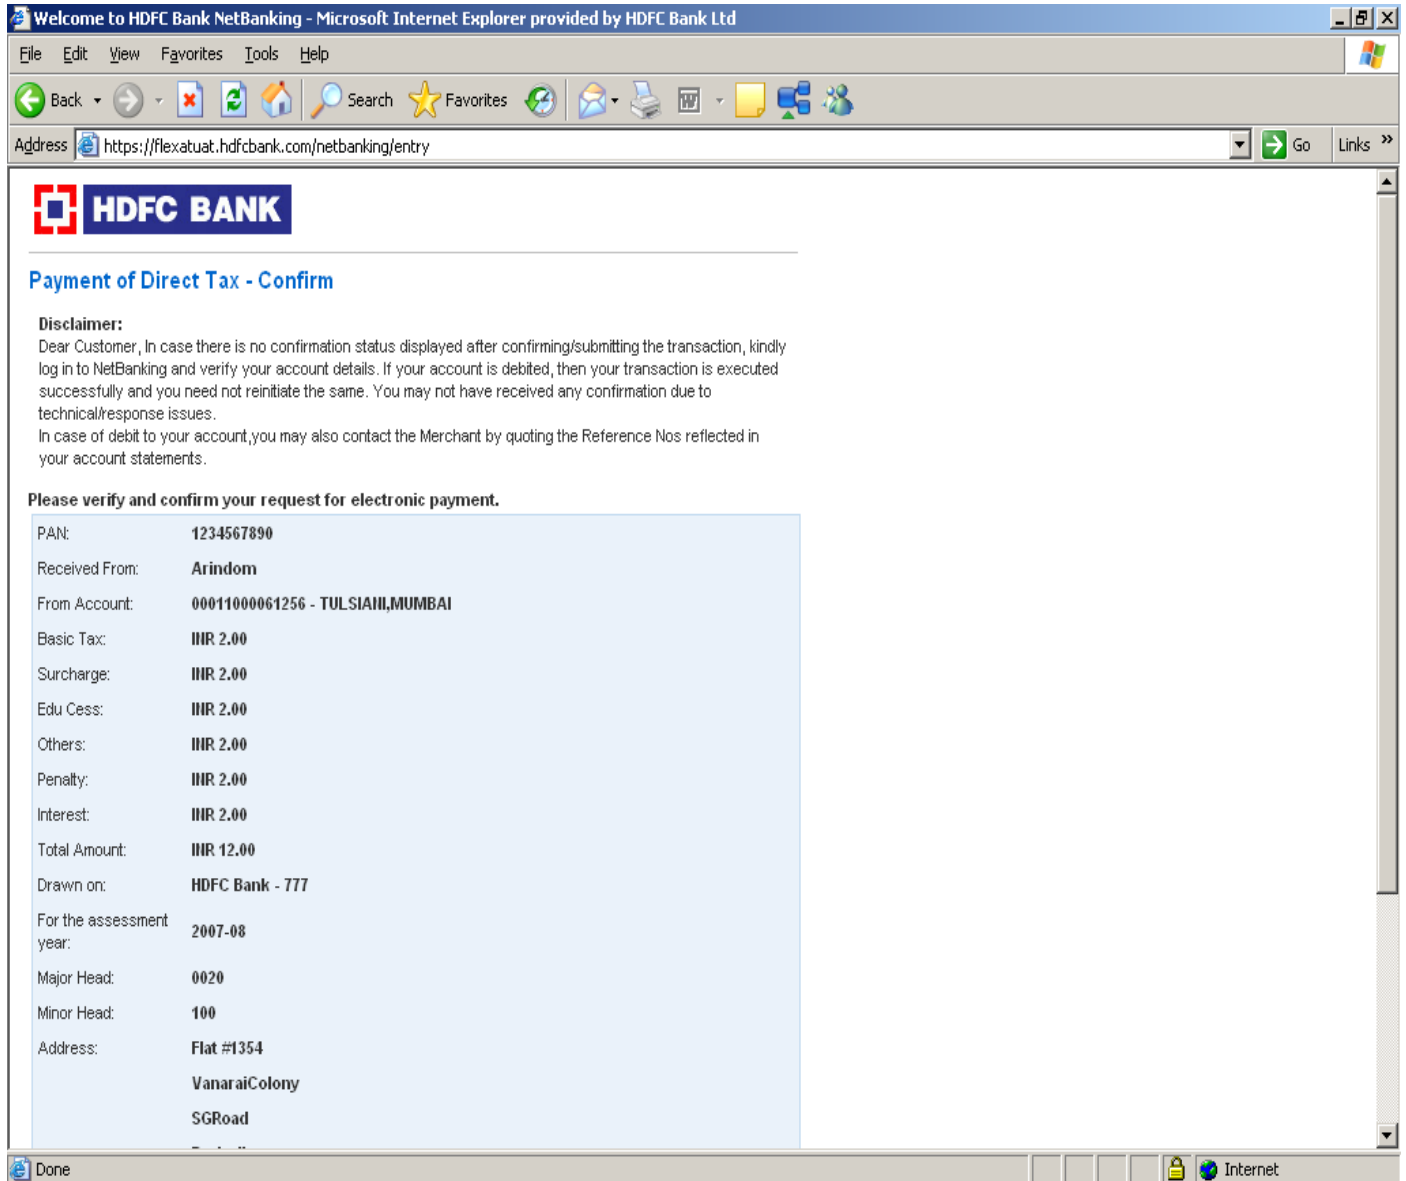 Welcome to HDFC Bank NetBanking - Microsoft Internet Explorer provided by HDFC Bank Ltd
File Edit View Favorites Tools Help
Back Search Favorites
Address https://flexatuat.hdfcbank.com/netbanking/entry Go Links »
HDFC BANK
Payment of Direct Tax - Confirm
Disclaimer:
Dear Customer, In case there is no confirmation status displayed after confirming/submitting the transaction, kindly
log in to NetBanking and verify your account details. If your account is debited, then your transaction is executed
successfully and you need not reinitiate the same. You may not have received any confirmation due to
technical/response issues.
In case of debit to your account,you may also contact the Merchant by quoting the Reference Nos reflected in
your account statements.
Please verify and confirm your request for electronic payment.
PAN: 1234567890
Received From: Arindom
From Account: 00011000061256 - TULSIANI,MUMBAI
Basic Tax: INR 2.00
Surcharge: INR 2.00
Edu Cess: INR 2.00
Others: INR 2.00
Penalty: INR 2.00
Interest: INR 2.00
Total Amount: INR 12.00
Drawn on: HDFC Bank - 777
For the assessment
year: 2007-08
Major Head: 0020
Minor Head: 100
Address: Flat #1354
VanaraiColony
SGRoad
Done Internet